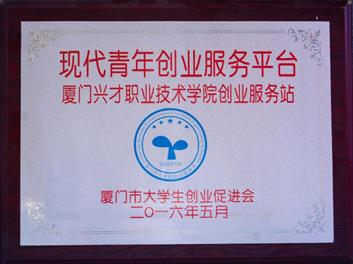 现代青年创业服务平台
厦门兴才职业技术学院创业服务站
USEPCX
厦门市大学生创业促进会
二〇一六年五月